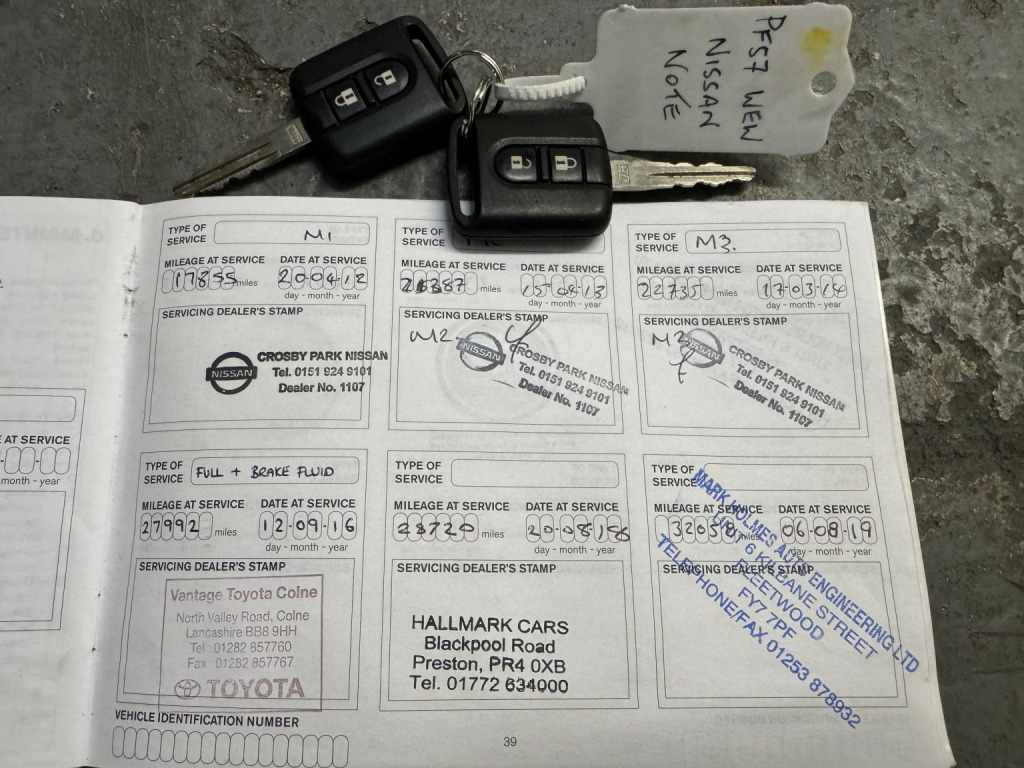 PF57 WEW
NISSAN
NOTE
TYPE OF
SERVICE
M1
MILEAGE AT SERVICE
DATE AT SERVICE
17855 miles
20-04-12
day - month - year
SERVICING DEALER'S STAMP
NISSAN
CROSBY PARK NISSAN
Tel. 0151 924 9101
Dealer No. 1107
TYPE OF
SERVICE
MILEAGE AT SERVICE
DATE AT SERVICE
miles
15-08-13
day - month - year
SERVICING DEALER'S STAMP
M2
NISSAN
CROSBY PARK NISSAN
Tel. 0151 924 9101
Dealer No. 1107
TYPE OF
SERVICE
M3.
MILEAGE AT SERVICE
DATE AT SERVICE
22735 miles
17-03-14
day - month - year
SERVICING DEALER'S STAMP
NISSAN
CROSBY PARK NISSAN
Tel. 0151 924 9101
Dealer No. 1107
E AT SERVICE
month - year
TYPE OF
SERVICE
FULL + BRAKE FLUID
MILEAGE AT SERVICE
DATE AT SERVICE
27992 miles
12-09-16
day - month - year
SERVICING DEALER'S STAMP
Vantage Toyota Colne
North Valley Road, Colne
Lancashire BB8 9HH
Tel : 01282 857760
Fax : 01282 857767
TOYOTA
TYPE OF
SERVICE
MILEAGE AT SERVICE
DATE AT SERVICE
miles
day - month - year
SERVICING DEALER'S STAMP
HALLMARK CARS
Blackpool Road
Preston, PR4 0XB
Tel. 01772 634000
TYPE OF
SERVICE
MILEAGE AT SERVICE
DATE AT SERVICE
32050 miles
06-08-19
day - month - year
SERVICING DEALER'S STAMP
MARK HOLMES AUTO ENGINEERING LTD
UNIT 6 KILBANE STREET
FLEETWOOD
FY7 7PF
TELEPHONE/FAX 01253 878932
VEHICLE IDENTIFICATION NUMBER
39